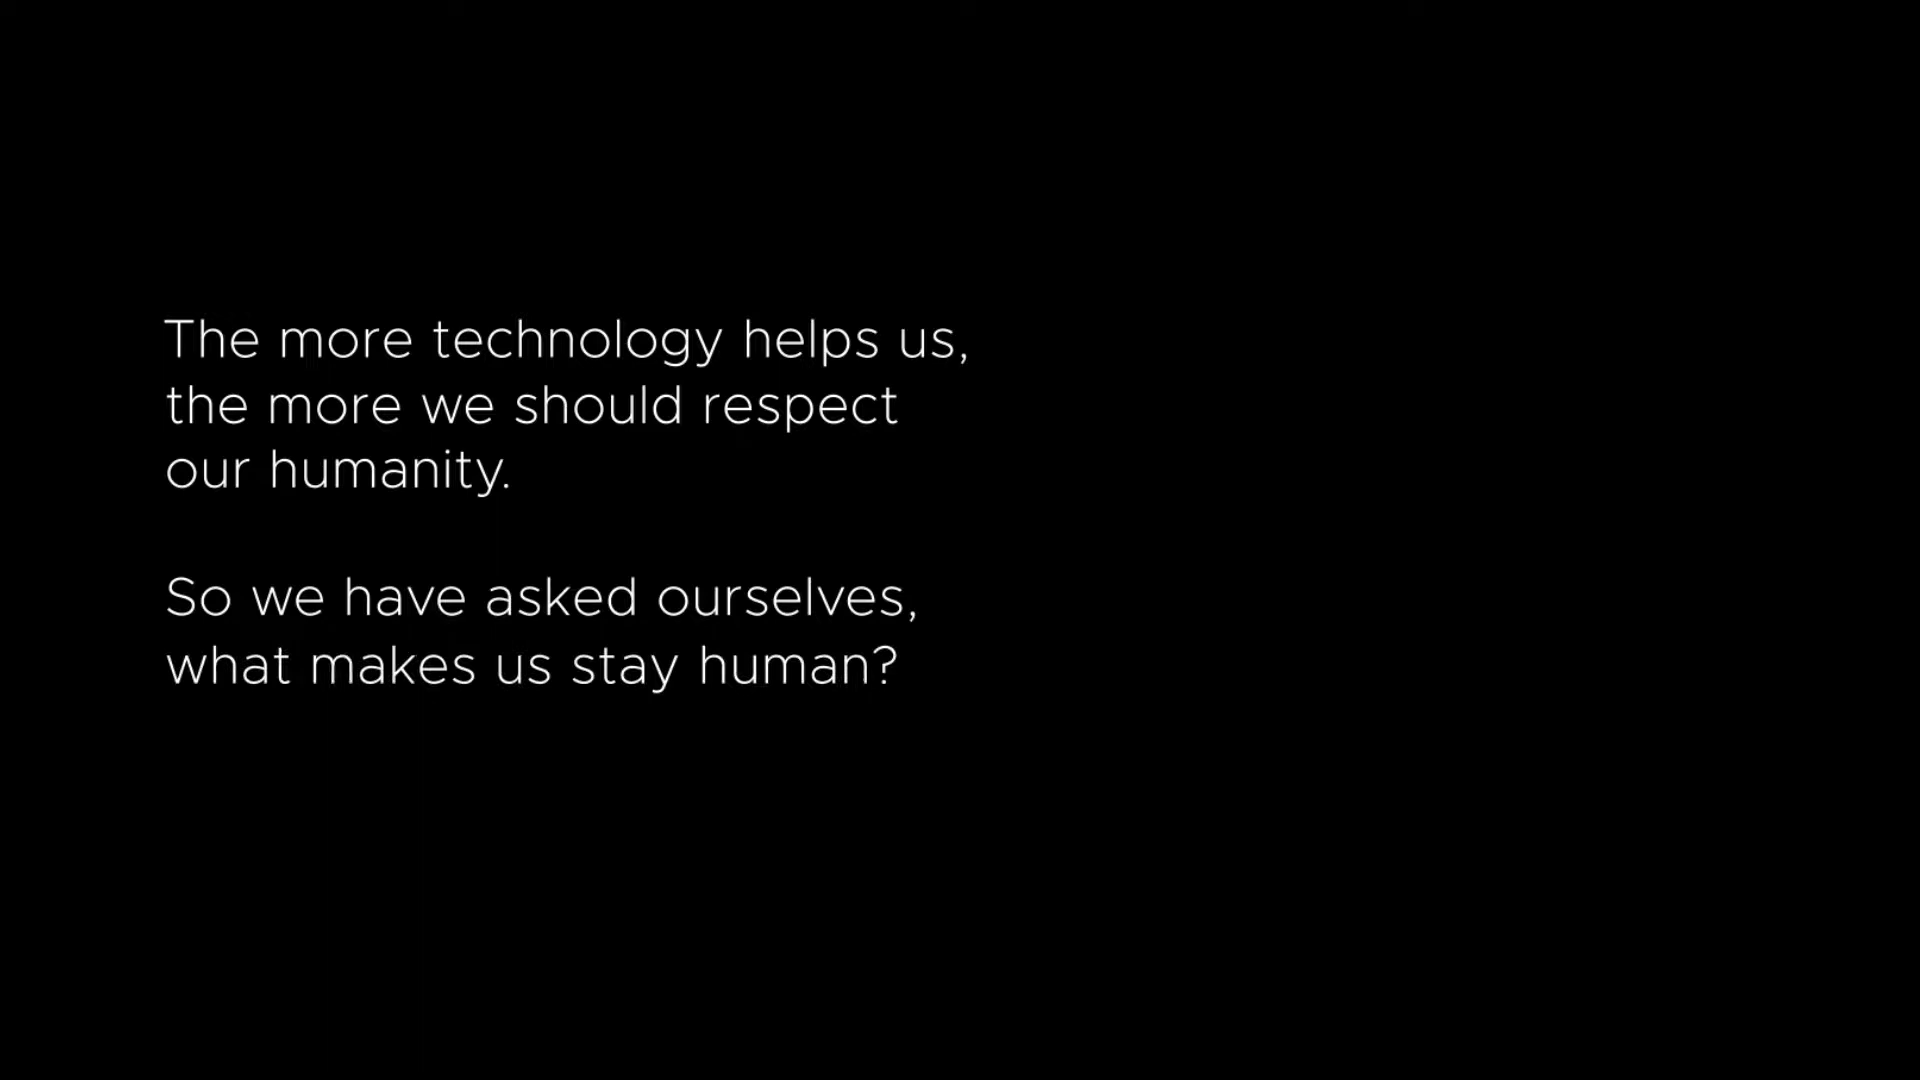 The more technology helps us,
the more we should respect
our humanity.
So we have asked ourselves,
what makes us stay human?